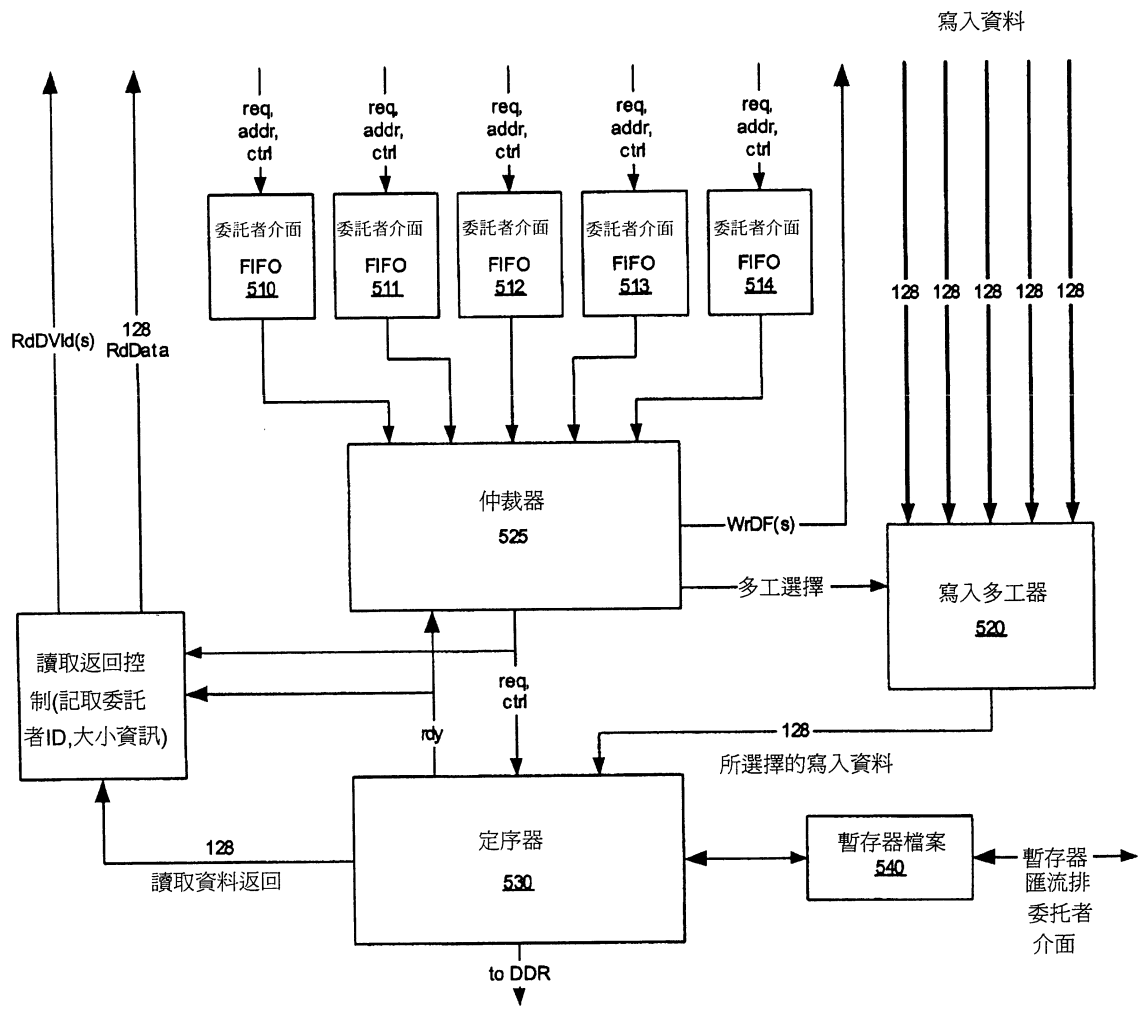 寫入資料
req,
addr,
ctrl
req,
addr,
ctrl
req,
addr,
ctrl
req,
addr,
ctrl
req,
addr,
ctrl
委託者介面
FIFO
510
委託者介面
FIFO
511
委託者介面
FIFO
512
委託者介面
FIFO
513
委託者介面
FIFO
514
128
128
128
128
128
RdDVld(s)
128
RdData
仲裁器
525
WrDF(s)
多工選擇
寫入多工器
520
讀取返回控
制(記取委託
者ID,大小資訊)
rdy
req,
ctrl
128
所選擇的寫入資料
定序器
530
128
讀取資料返回
暫存器檔案
540
暫存器
匯流排
委托者
介面
to DDR